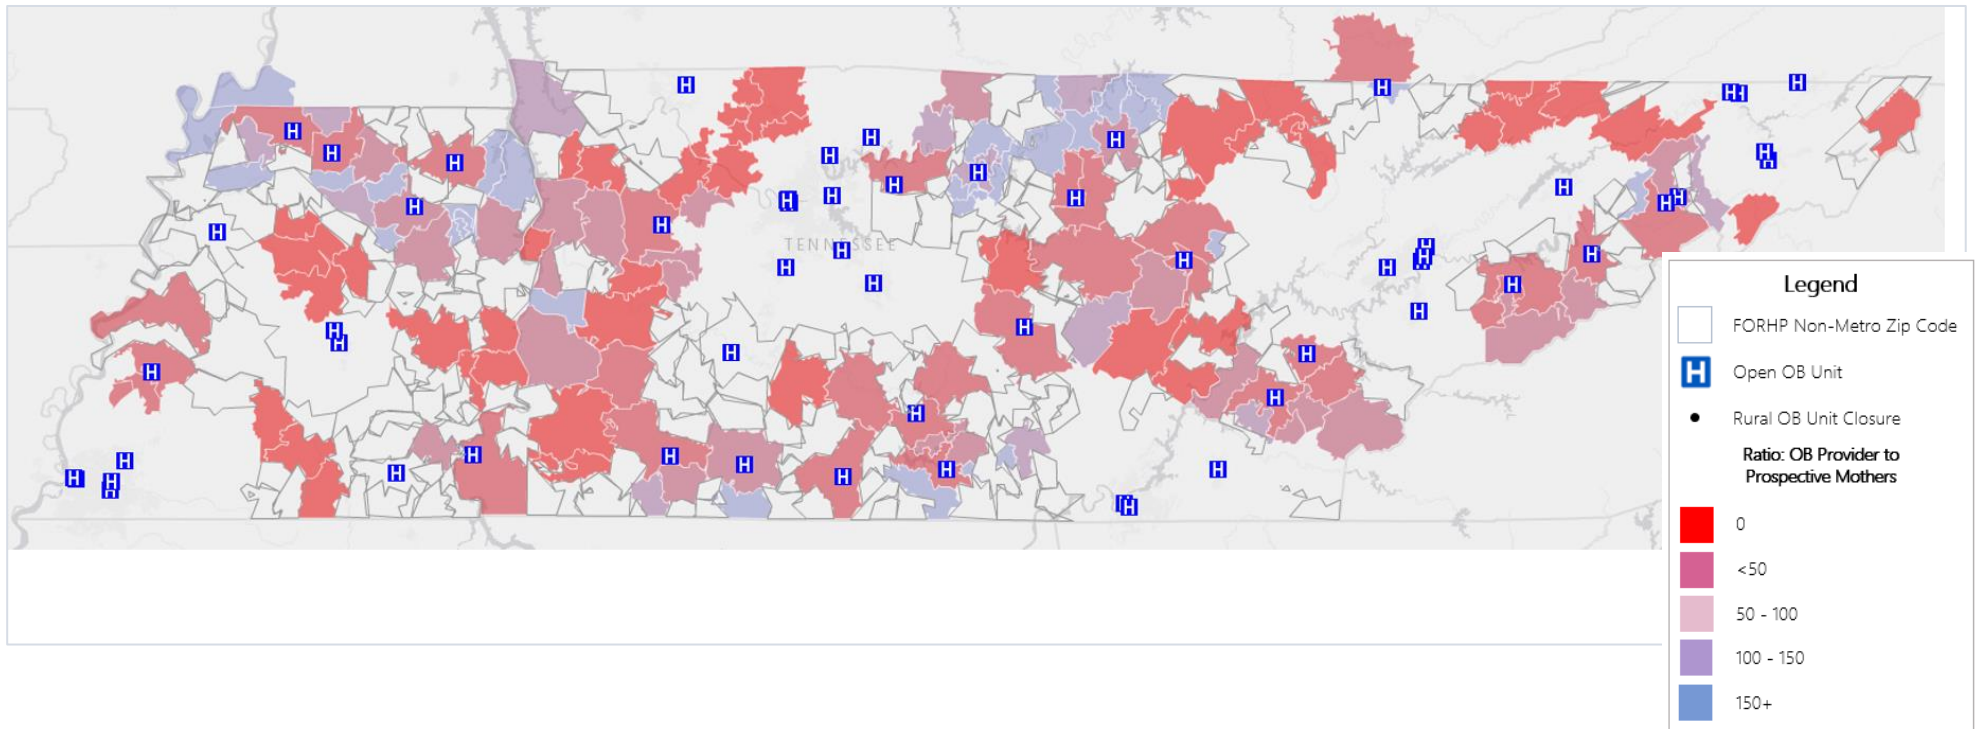 TENNESSEE
Legend
FORHP Non-Metro Zip Code
H Open OB Unit
Rural OB Unit Closure
Ratio: OB Provider to
Prospective Mothers
0
<50
50 - 100
100 - 150
150+